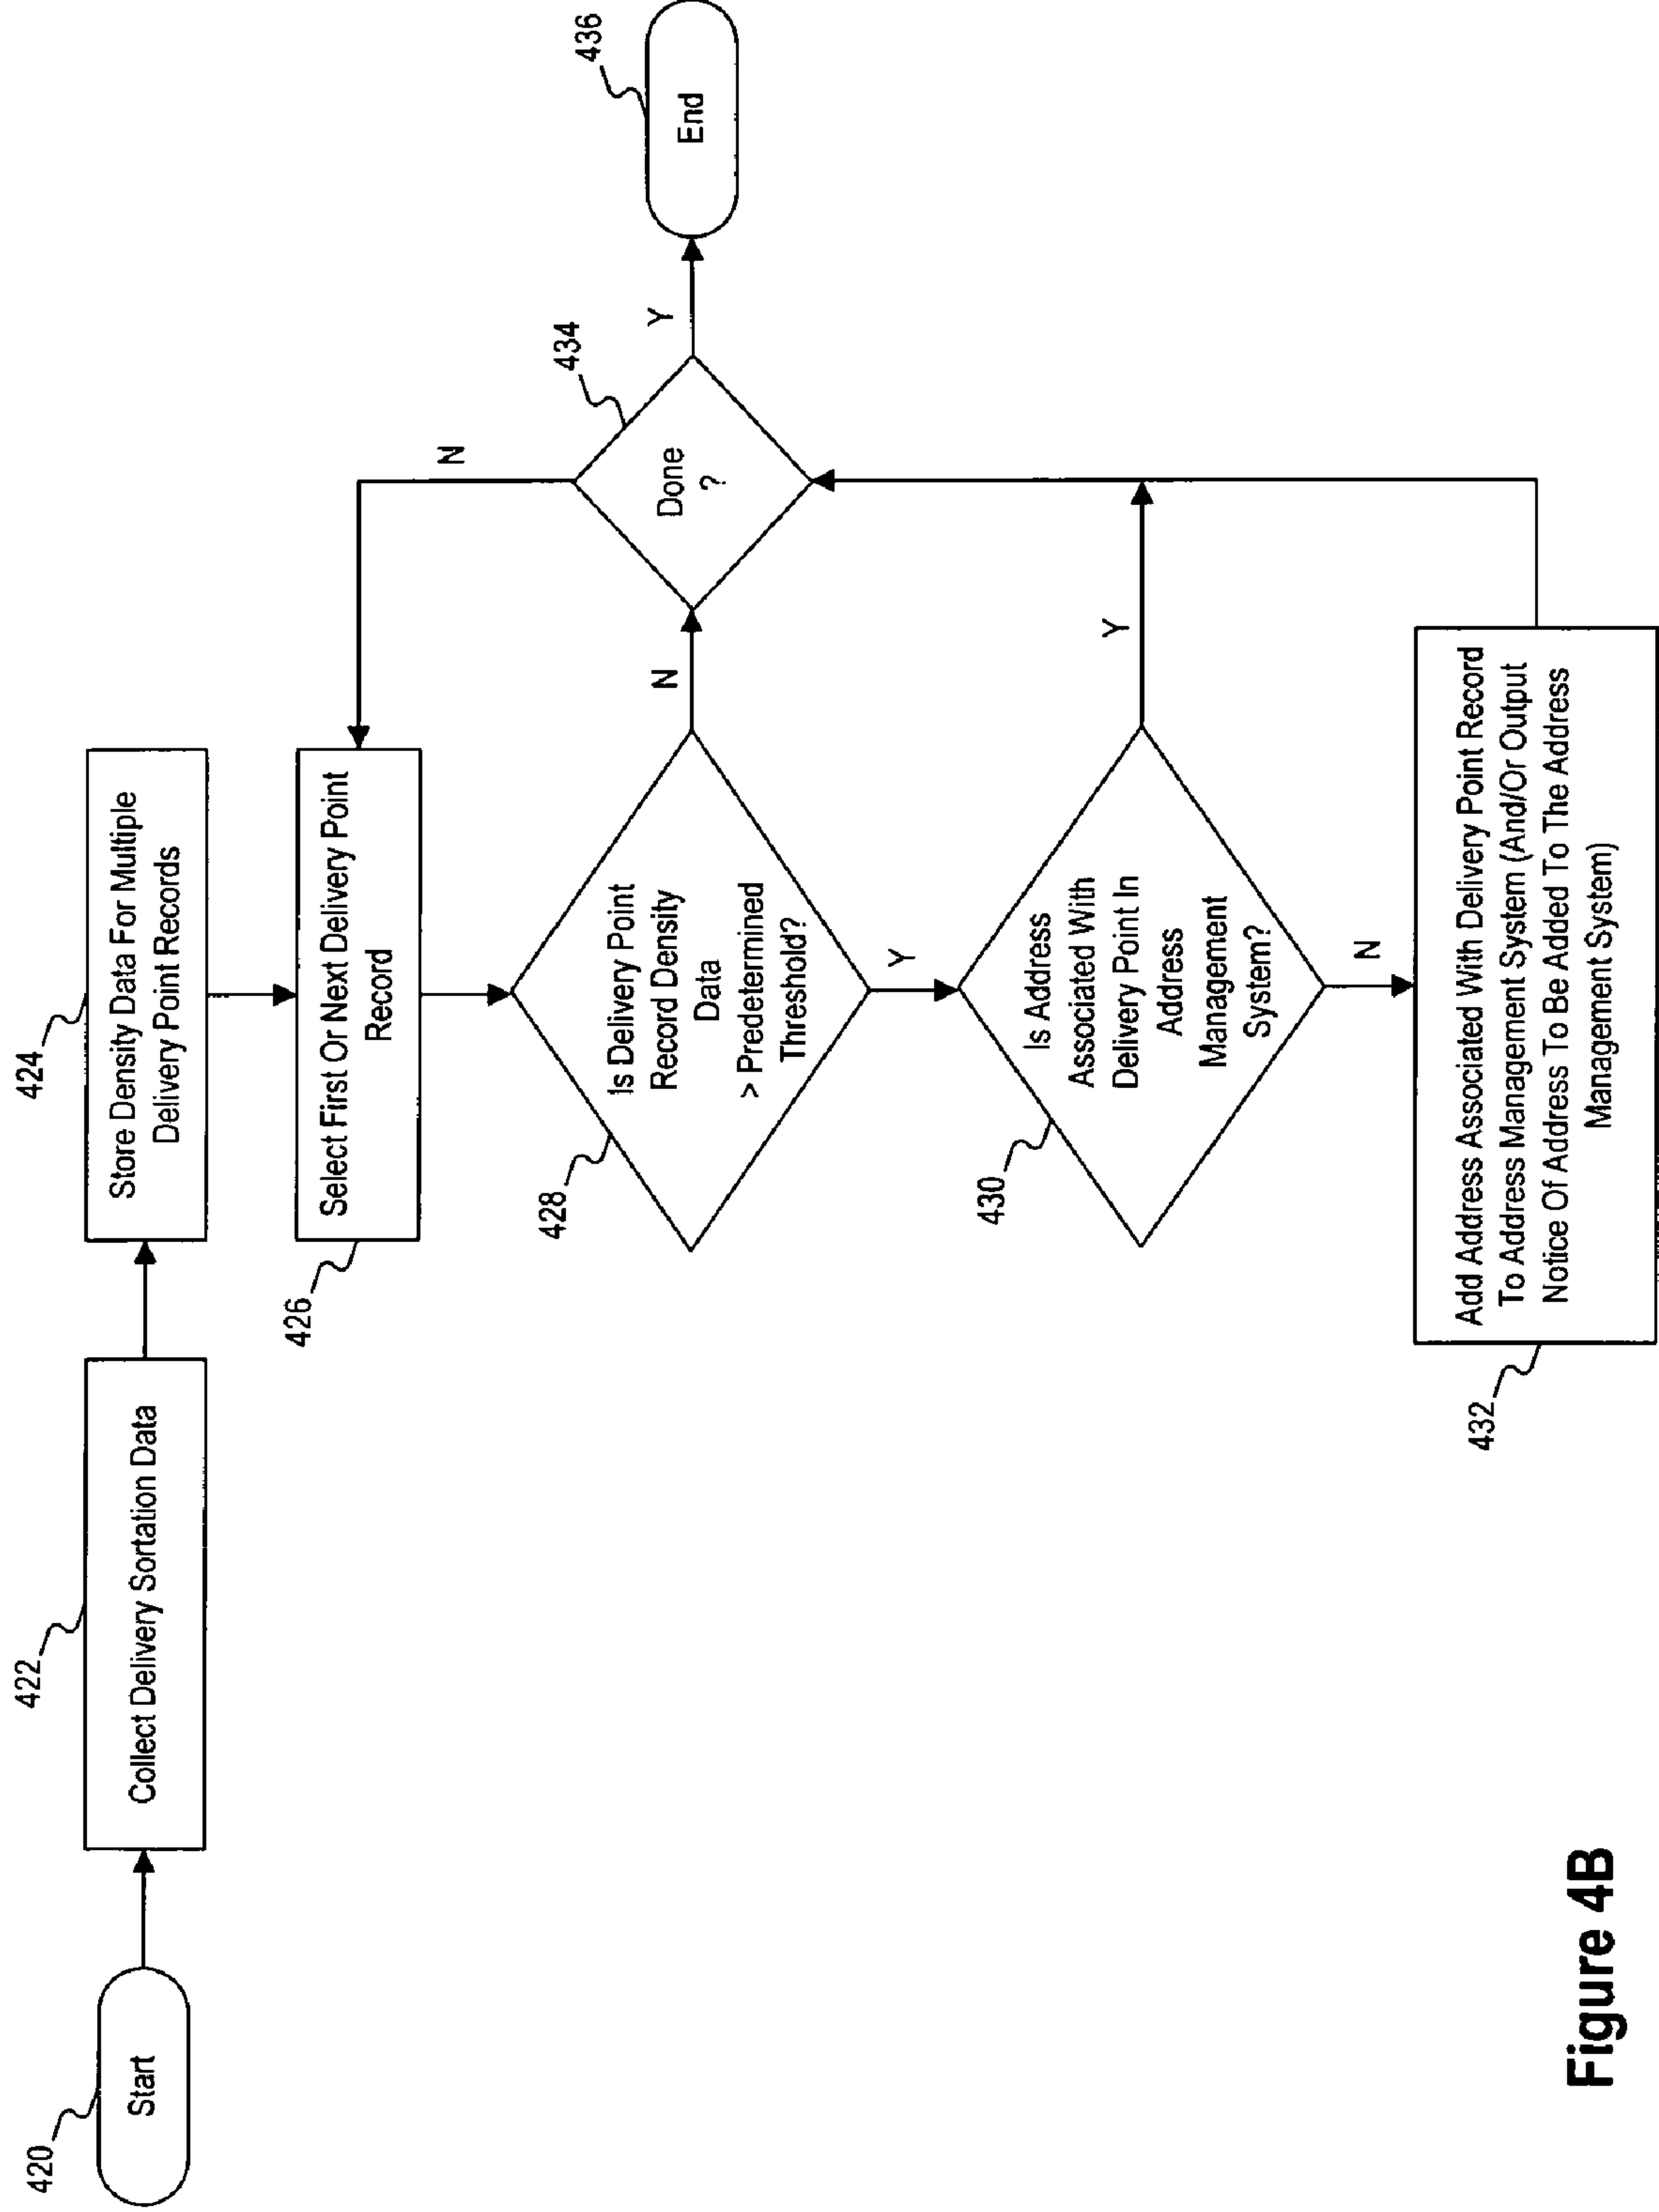 420
Start
422
Collect Delivery Sortation Data
424
Store Density Data For Multiple
Delivery Point Records
426
Select First Or Next Delivery Point
Record
428
Is Delivery Point
Record Density
Data
> Predetermined
Threshold?
N
Y
430
Is Address
Associated With
Delivery Point In
Address
Management
System?
Y
N
432
Add Address Associated With Delivery Point Record
To Address Management System (And/Or Output
Notice Of Address To Be Added To The Address
Management System)
434
Done
?
N
Y
436
End
Figure 4B